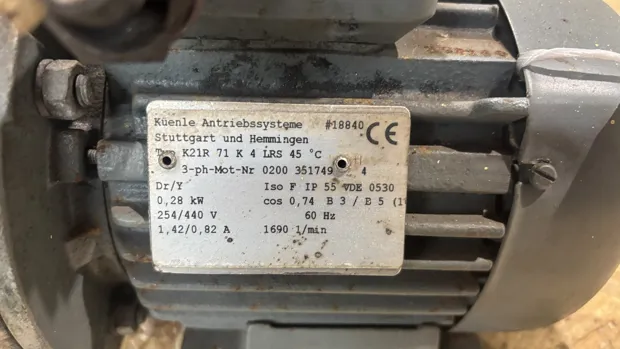 Küenle Antriebssysteme #18840 CE
Stuttgart und Hemmingen
K21R 71 K 4 LRS 45 °C
3-ph-Mot-Nr 0200 351749 4
Dr/Y Iso F IP 55 VDE 0530
0,28 kW cos 0,74 B 3 / B 5 (1
254/440 V 60 Hz
1,42/0,82 A 1690 1/min